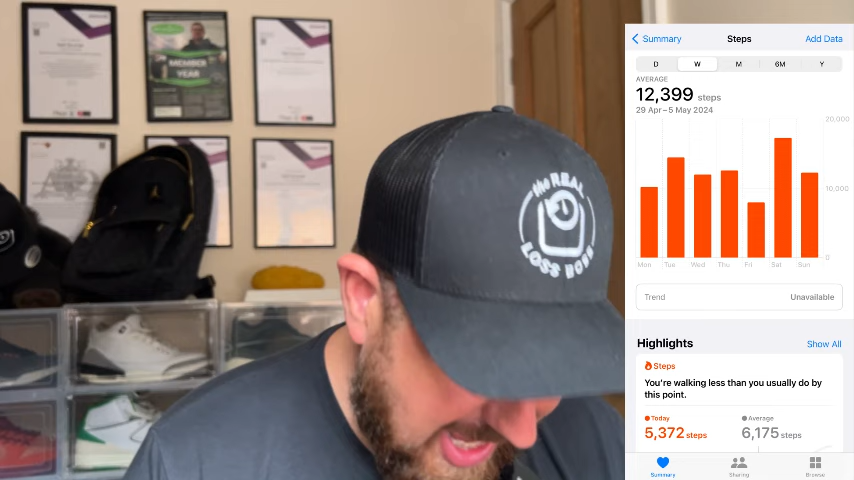 MEMBER
YEAR
the REAL
LOSS BOSS
Summary
Steps
Add Data
D
W
M
6M
Y
AVERAGE
12,399 steps
29 Apr – 5 May 2024
20,000
10,000
0
Mon
Tue
Wed
Thu
Fri
Sat
Sun
Trend
Unavailable
Highlights
Show All
Steps
You're walking less than you usually do by
this point.
Today
Average
5,372 steps
6,175 steps
Summary
Sharing
Browse